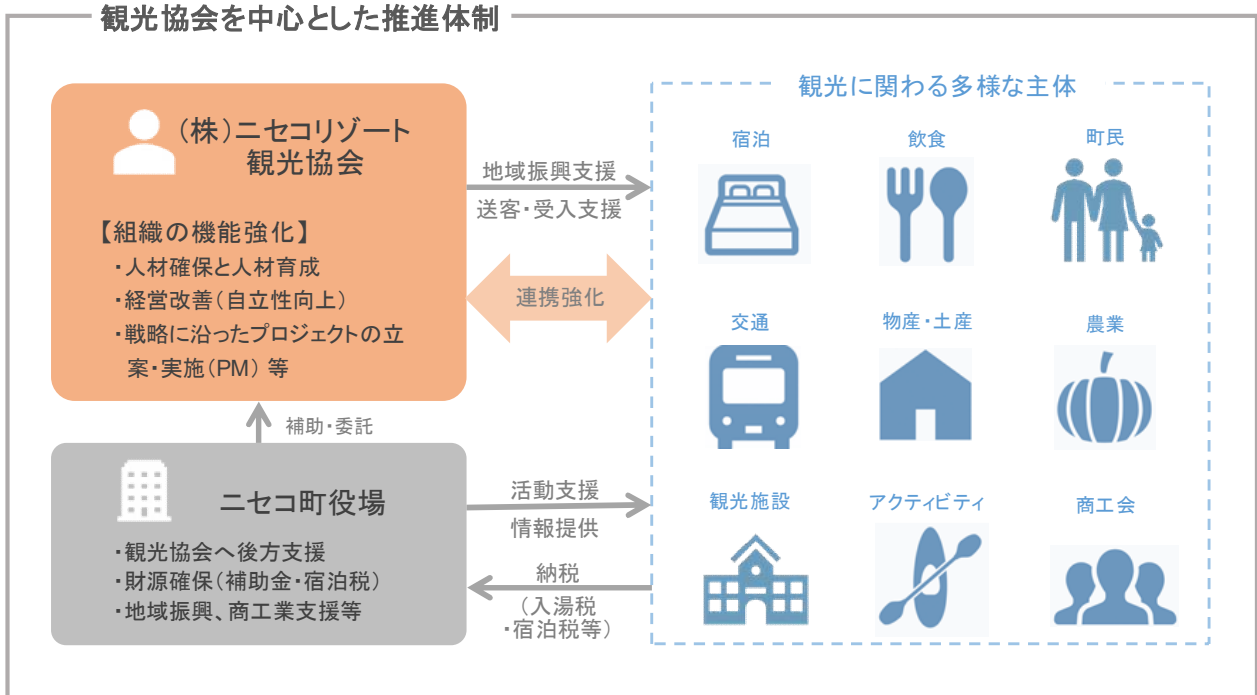 観光協会を中心とした推進体制
(株)ニセコリゾート
観光協会
【組織の機能強化】
・人材確保と人材育成
・経営改善(自立性向上)
・戦略に沿ったプロジェクトの立
案・実施(PM) 等
補助・委託
ニセコ町役場
・観光協会へ後方支援
・財源確保(補助金・宿泊税)
・地域振興、商工業支援等
地域振興支援
送客・受入支援
連携強化
活動支援
情報提供
納税
(入湯税
・宿泊税等)
観光に関わる多様な主体
宿泊
飲食
町民
交通
物産・土産
農業
観光施設
アクティビティ
商工会